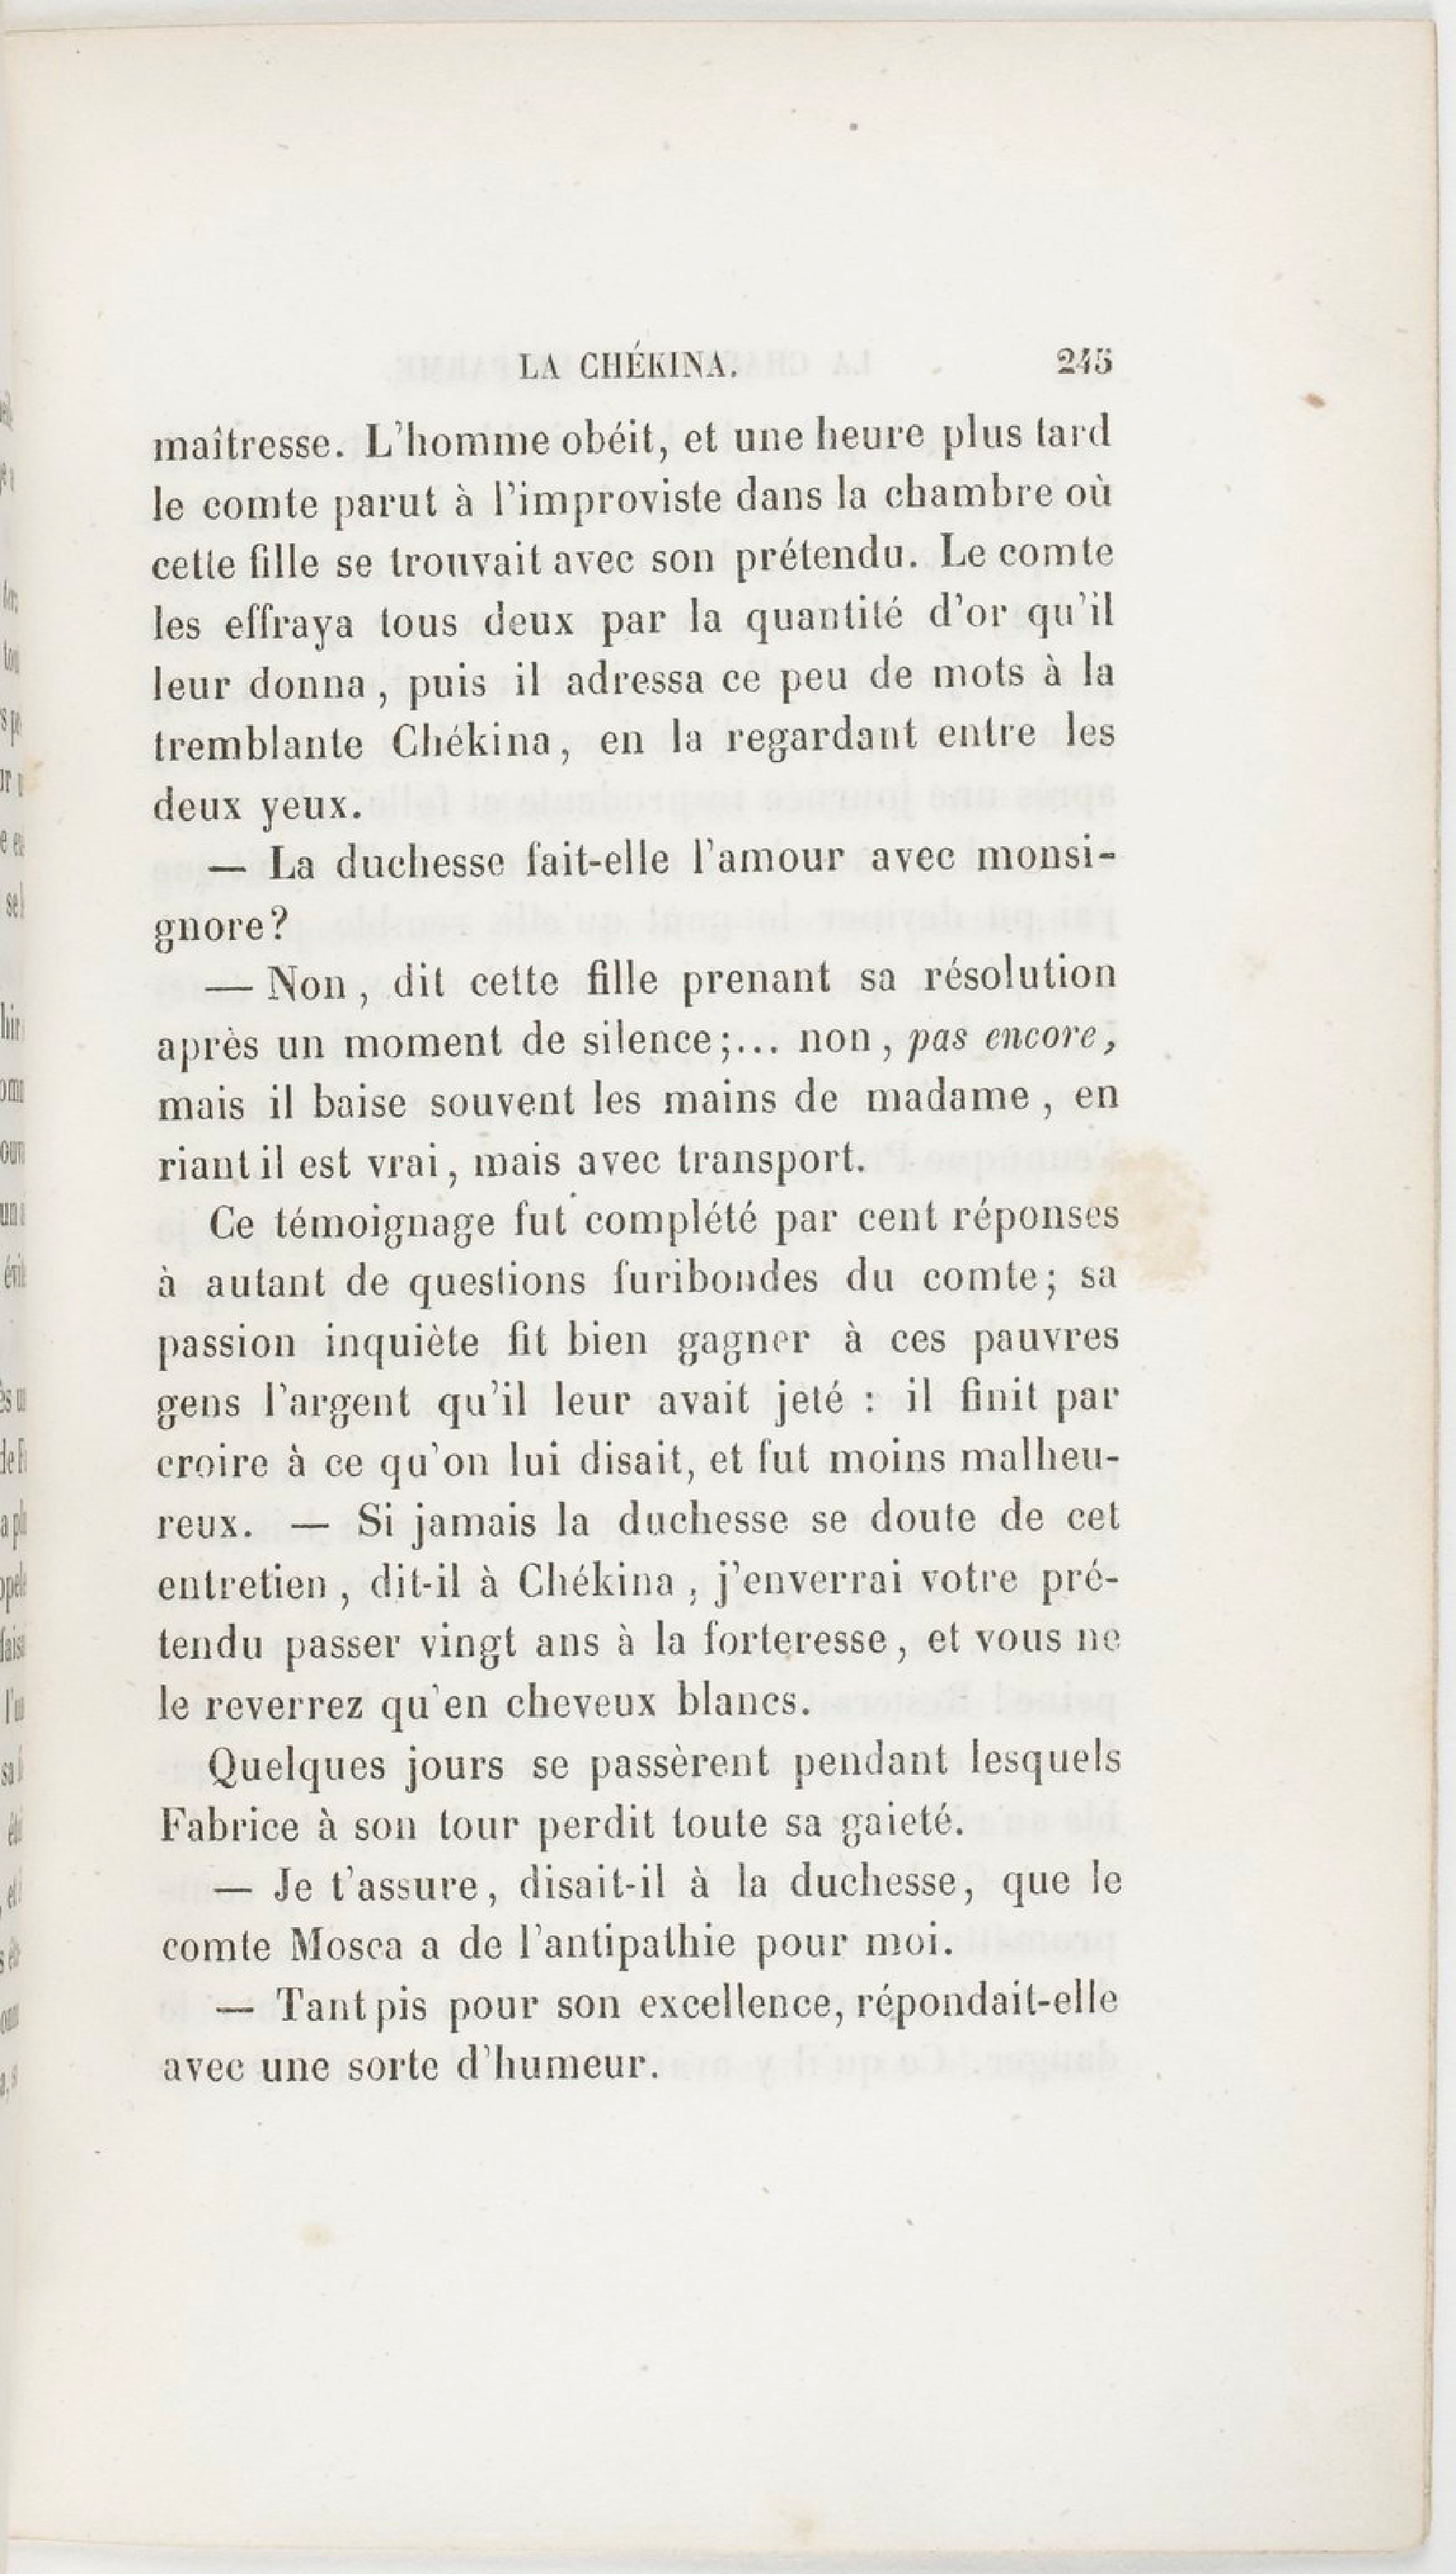 LA CHÉKINA. 245
maîtresse. L'homme obéit, et une heure plus tard
le comte parut à l'improviste dans la chambre où
cette fille se trouvait avec son prétendu. Le comte
les effraya tous deux par la quantité d'or qu'il
leur donna, puis il adressa ce peu de mots à la
tremblante Chékina, en la regardant entre les
deux yeux.
— La duchesse fait-elle l'amour avec monsi-
gnore?
— Non, dit cette fille prenant sa résolution
après un moment de silence;... non, pas encore,
mais il baise souvent les mains de madame, en
riant il est vrai, mais avec transport.
Ce témoignage fut complété par cent réponses
à autant de questions furibondes du comte; sa
passion inquiète fit bien gagner à ces pauvres
gens l'argent qu'il leur avait jeté : il finit par
croire à ce qu'on lui disait, et fut moins malheu-
reux. — Si jamais la duchesse se doute de cet
entretien, dit-il à Chékina, j'enverrai votre pré-
tendu passer vingt ans à la forteresse, et vous ne
le reverrez qu'en cheveux blancs.
Quelques jours se passèrent pendant lesquels
Fabrice à son tour perdit toute sa gaieté.
— Je t'assure, disait-il à la duchesse, que le
comte Mosca a de l'antipathie pour moi.
— Tant pis pour son excellence, répondait-elle
avec une sorte d'humeur.